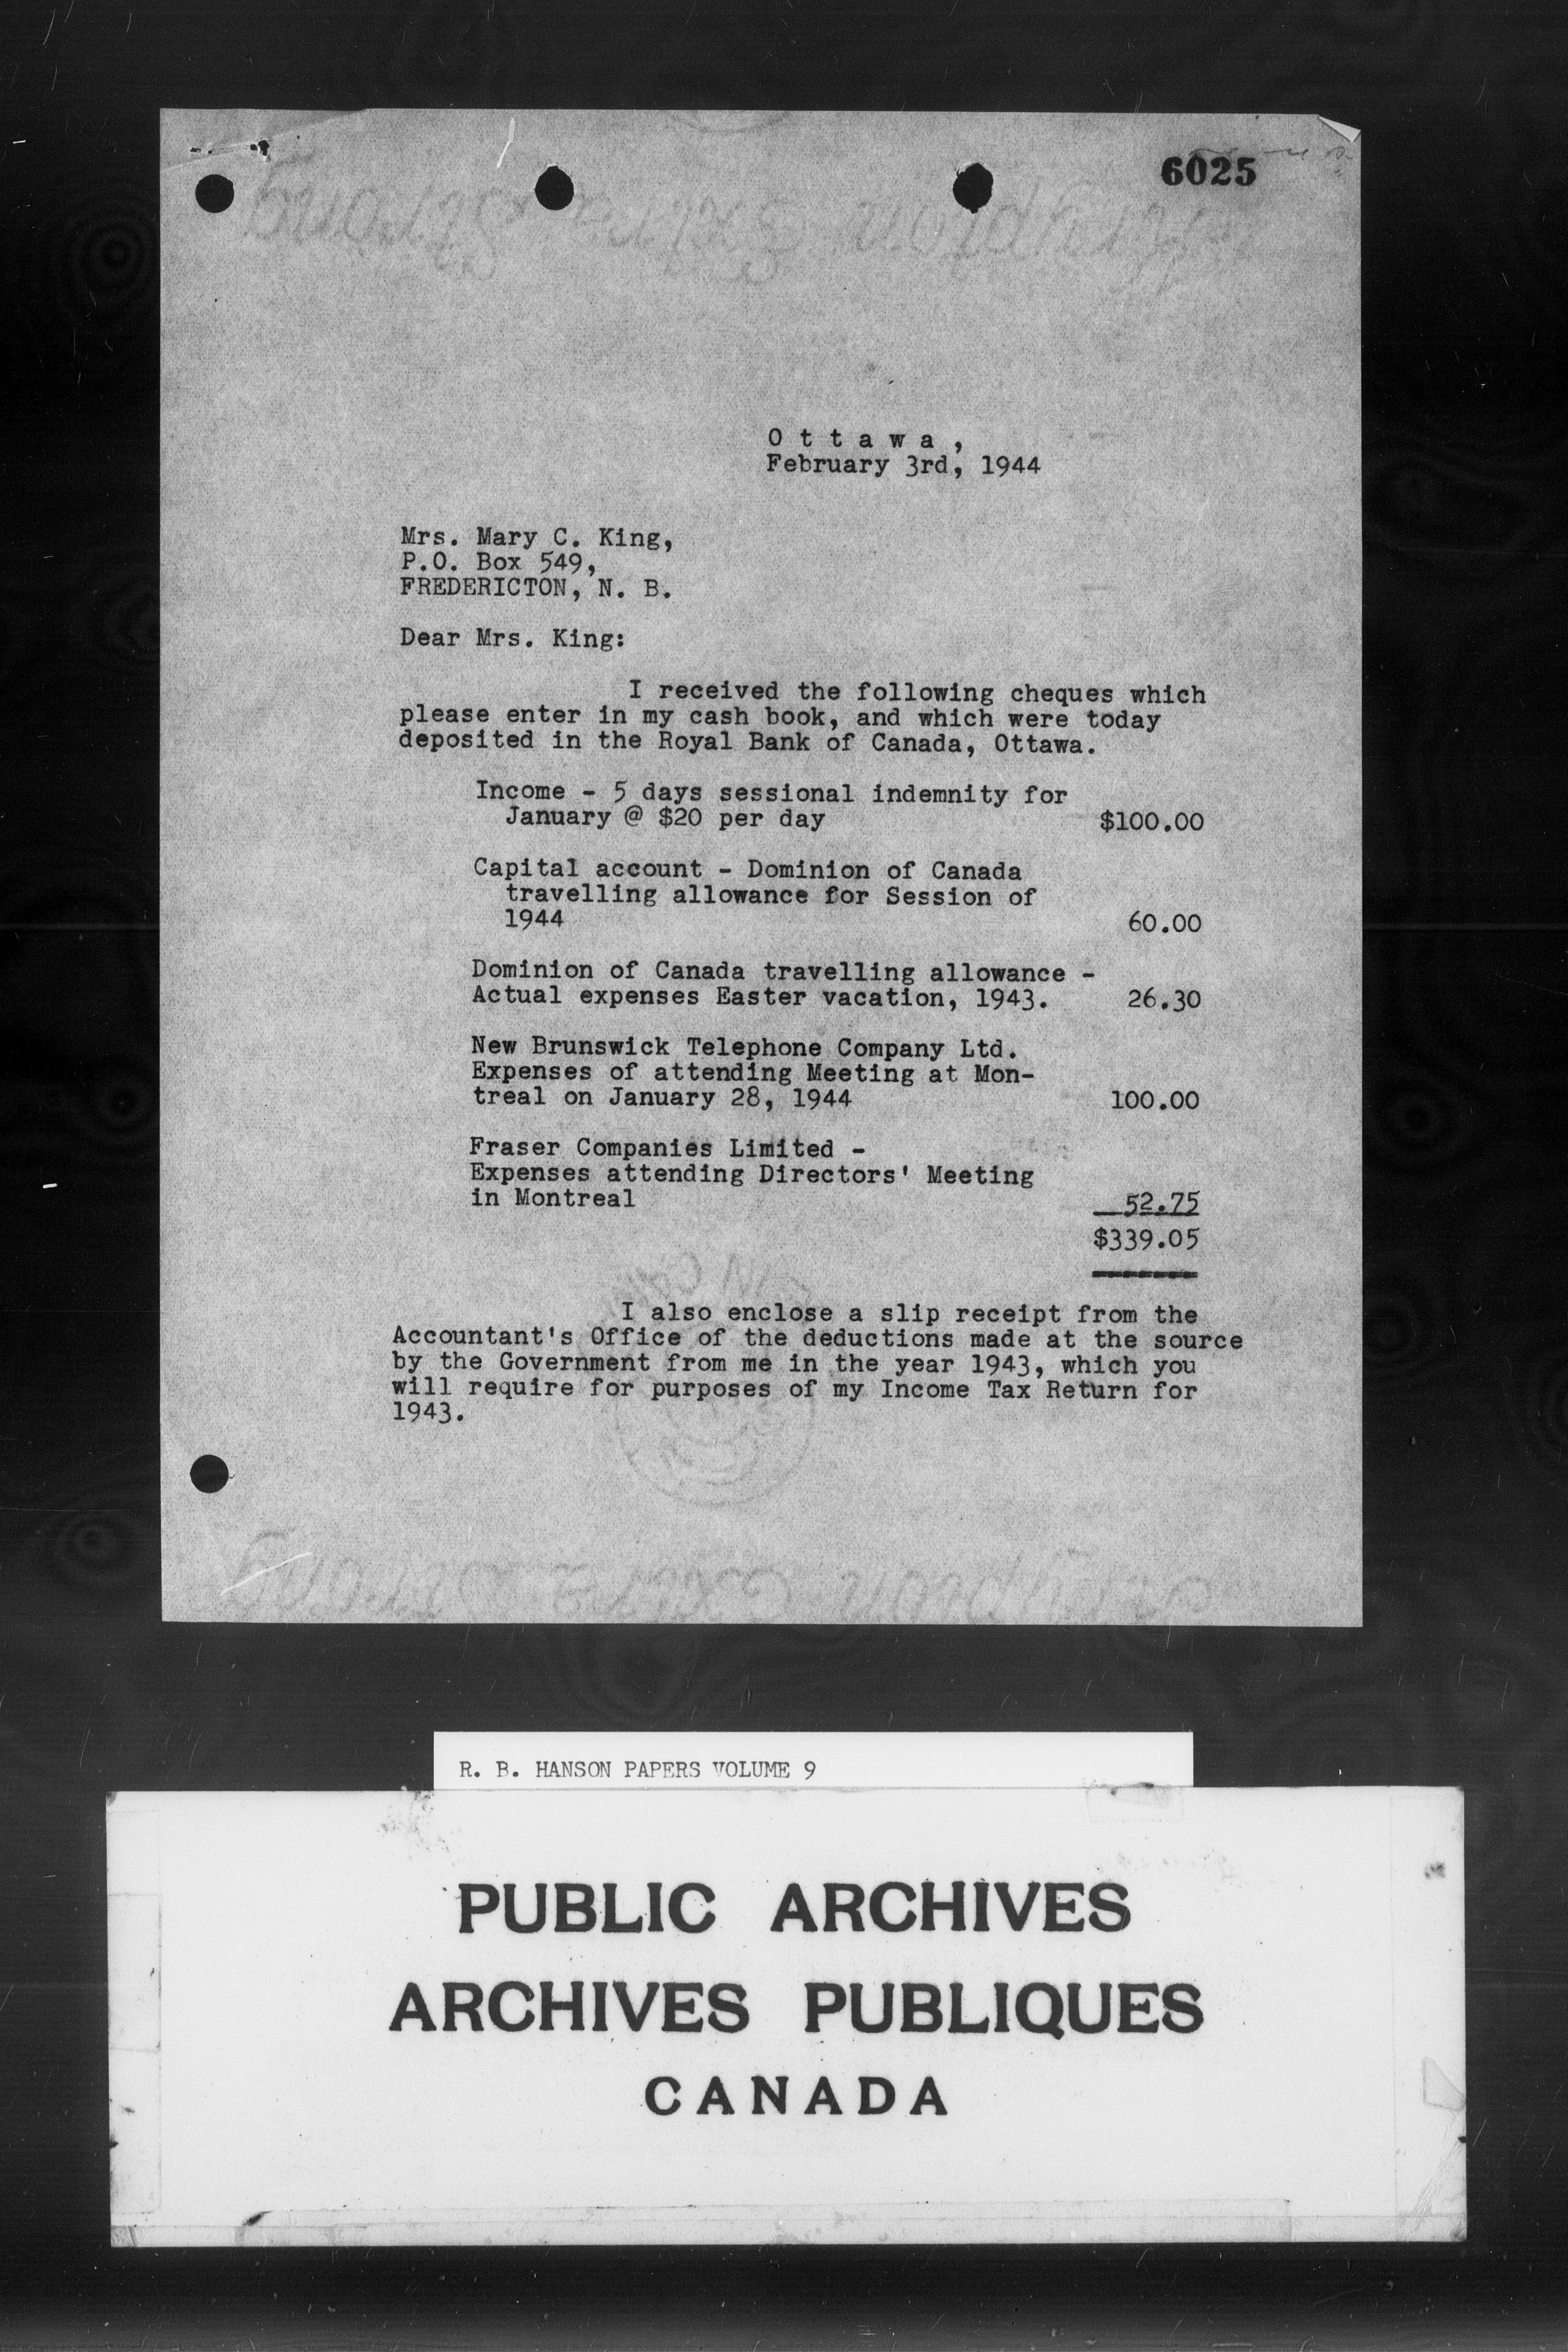 6025
Ottawa,
February 3rd, 1944
Mrs. Mary C. King,
P.O. Box 549,
FREDERICTON, N. B.
Dear Mrs. King:
I received the following cheques which
please enter in my cash book, and which were today
deposited in the Royal Bank of Canada, Ottawa.
Income - 5 days sessional indemnity for
January @ $20 per day $100.00
Capital account - Dominion of Canada
travelling allowance for Session of
1944 60.00
Dominion of Canada travelling allowance -
Actual expenses Easter vacation, 1943. 26.30
New Brunswick Telephone Company Ltd.
Expenses of attending Meeting at Mon-
treal on January 28, 1944 100.00
Fraser Companies Limited -
Expenses attending Directors' Meeting
in Montreal 52.75
$339.05
I also enclose a slip receipt from the
Accountant's Office of the deductions made at the source
by the Government from me in the year 1943, which you
will require for purposes of my Income Tax Return for
1943.
R. B. HANSON PAPERS VOLUME 9
PUBLIC ARCHIVES
ARCHIVES PUBLIQUES
CANADA